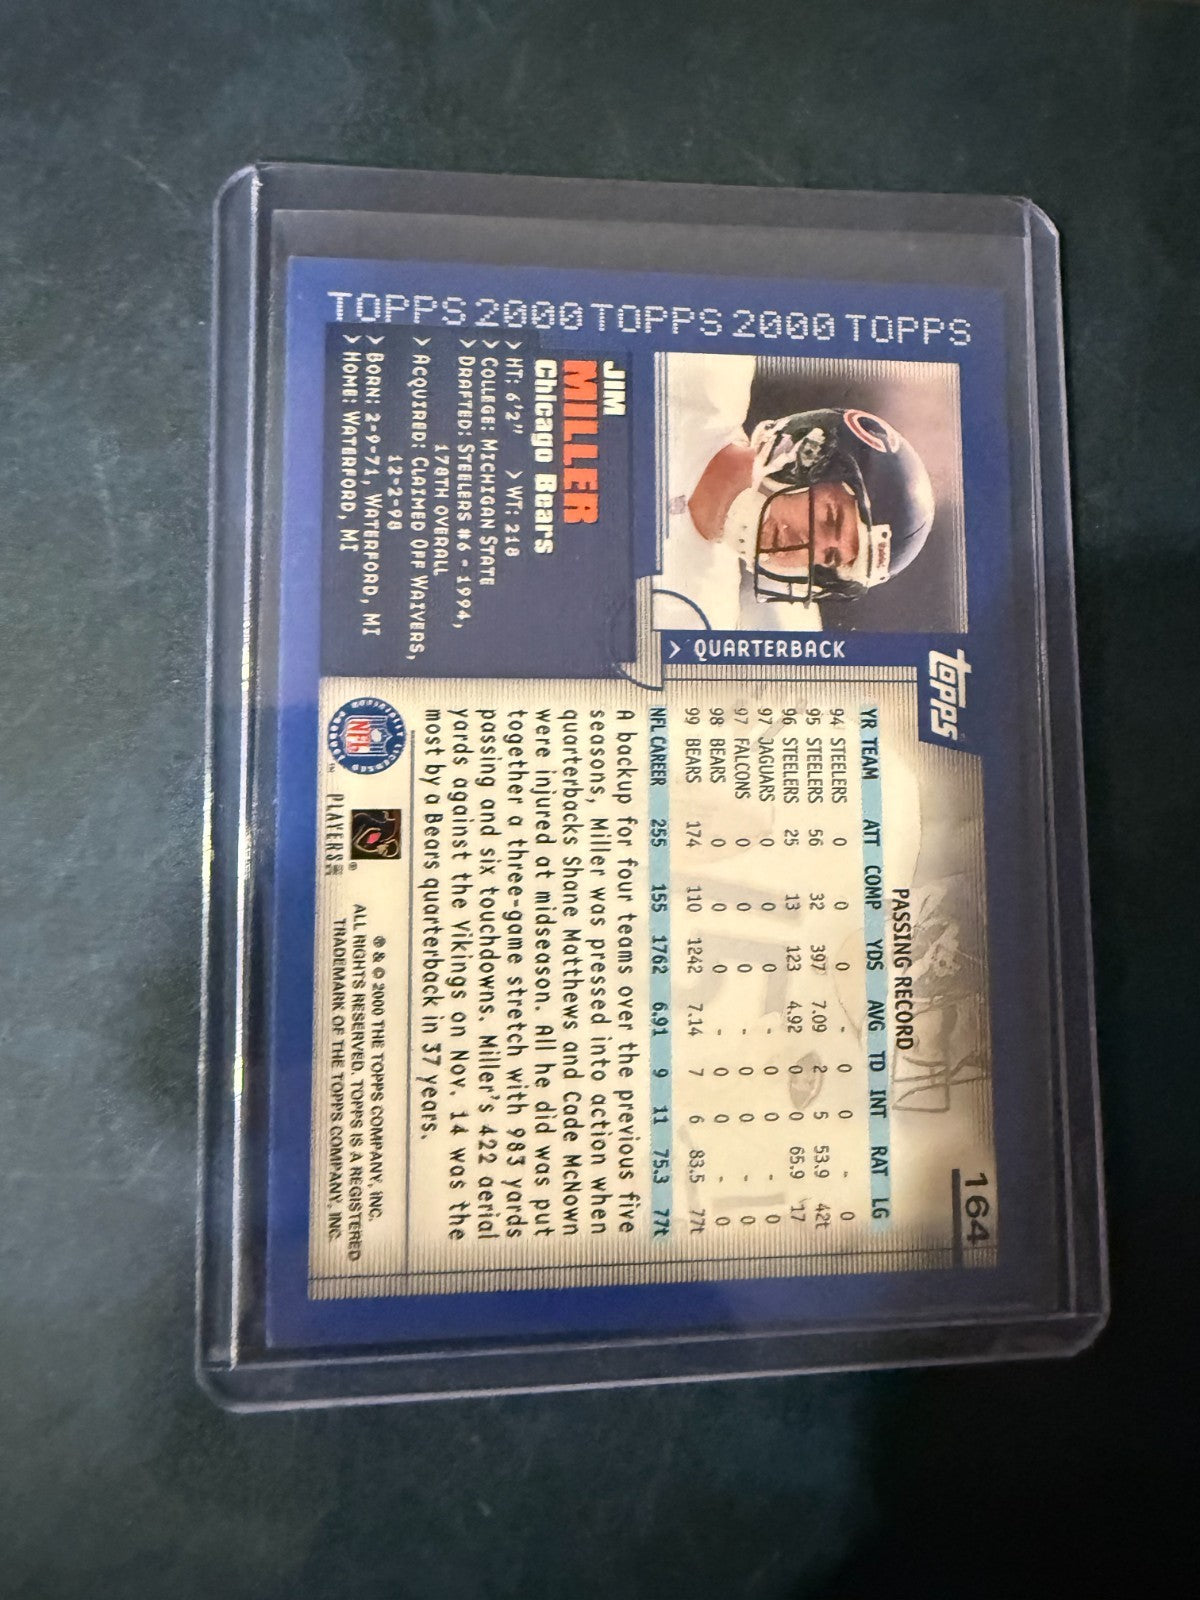 TOPPS 2000 TOPPS 2000 TOPPS
topps
164
> QUARTERBACK
JIM
MILLER
Chicago Bears
> HT: 6'2" > WT: 218
> COLLEGE: MICHIGAN STATE
> DRAFTED: STEELERS #6 - 1994,
178TH OVERALL
> ACQUIRED: CLAIMED OFF WAIVERS,
12-2-98
> BORN: 2-9-71, WATERFORD, MI
> HOME: WATERFORD, MI
PASSING RECORD
YR TEAM ATT COMP YDS AVG TD INT RAT LG
94 STEELERS 0 0 0 - 0 0 - 0
95 STEELERS 56 32 397 7.09 2 5 53.9 42t
96 STEELERS 25 13 123 4.92 0 0 65.9 17
97 JAGUARS 0 0 0 - 0 0 - 0
97 FALCONS 0 0 0 - 0 0 - 0
98 BEARS 0 0 0 - 0 0 - 0
99 BEARS 174 110 1242 7.14 7 6 83.5 77t
NFL CAREER 255 155 1762 6.91 9 11 75.3 77t
A backup for four teams over the previous five
seasons, Miller was pressed into action when
quarterbacks Shane Matthews and Cade McNown
were injured at midseason. All he did was put
together a three-game stretch with 983 yards
passing and six touchdowns. Miller's 422 aerial
yards against the Vikings on Nov. 14 was the
most by a Bears quarterback in 37 years.
NFL
PLAYERS
® & © 2000 THE TOPPS COMPANY, INC.
ALL RIGHTS RESERVED. TOPPS IS A REGISTERED
TRADEMARK OF THE TOPPS COMPANY, INC.